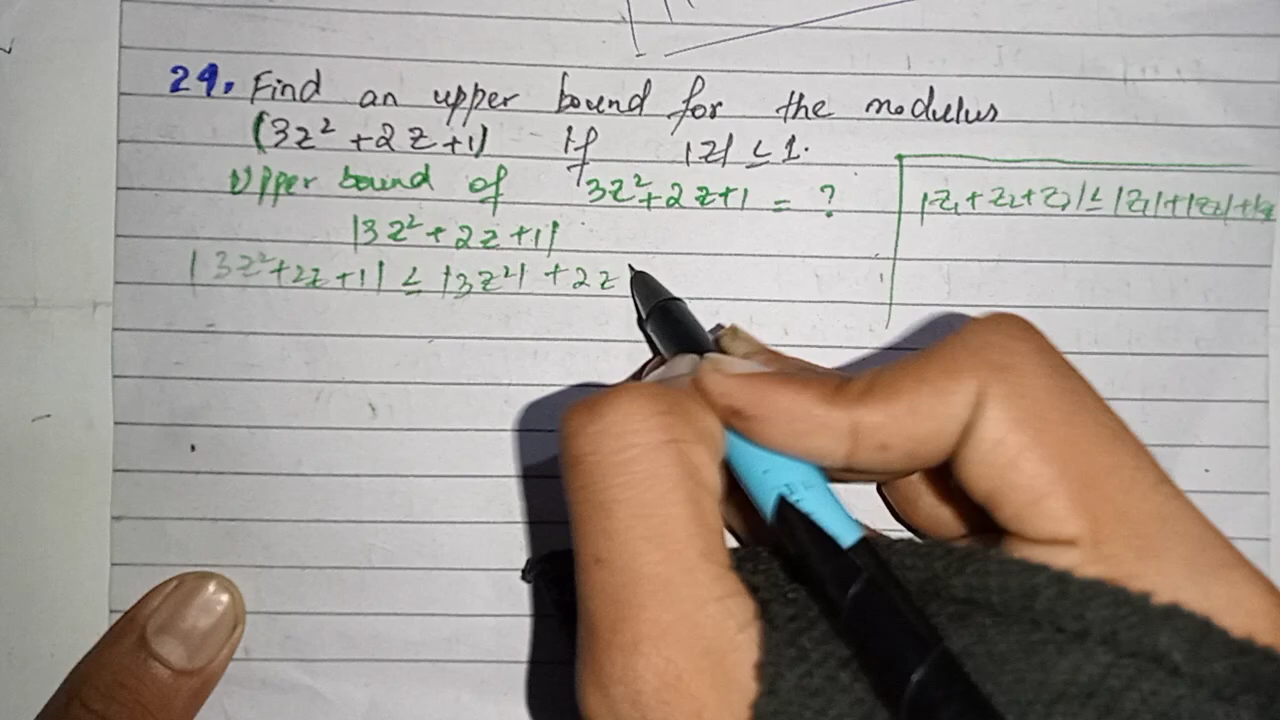 29. Find an upper bound for the modulus
(3z² + 2z + 1) if |z| ≤ 1.
Upper bound of 3z² + 2z + 1 = ?
|z₁ + z₂ + z₃| ≤ |z₁| + |z₂| + |z
|3z² + 2z + 1|
|3z² + 2z + 1| ≤ |3z²| + 2z